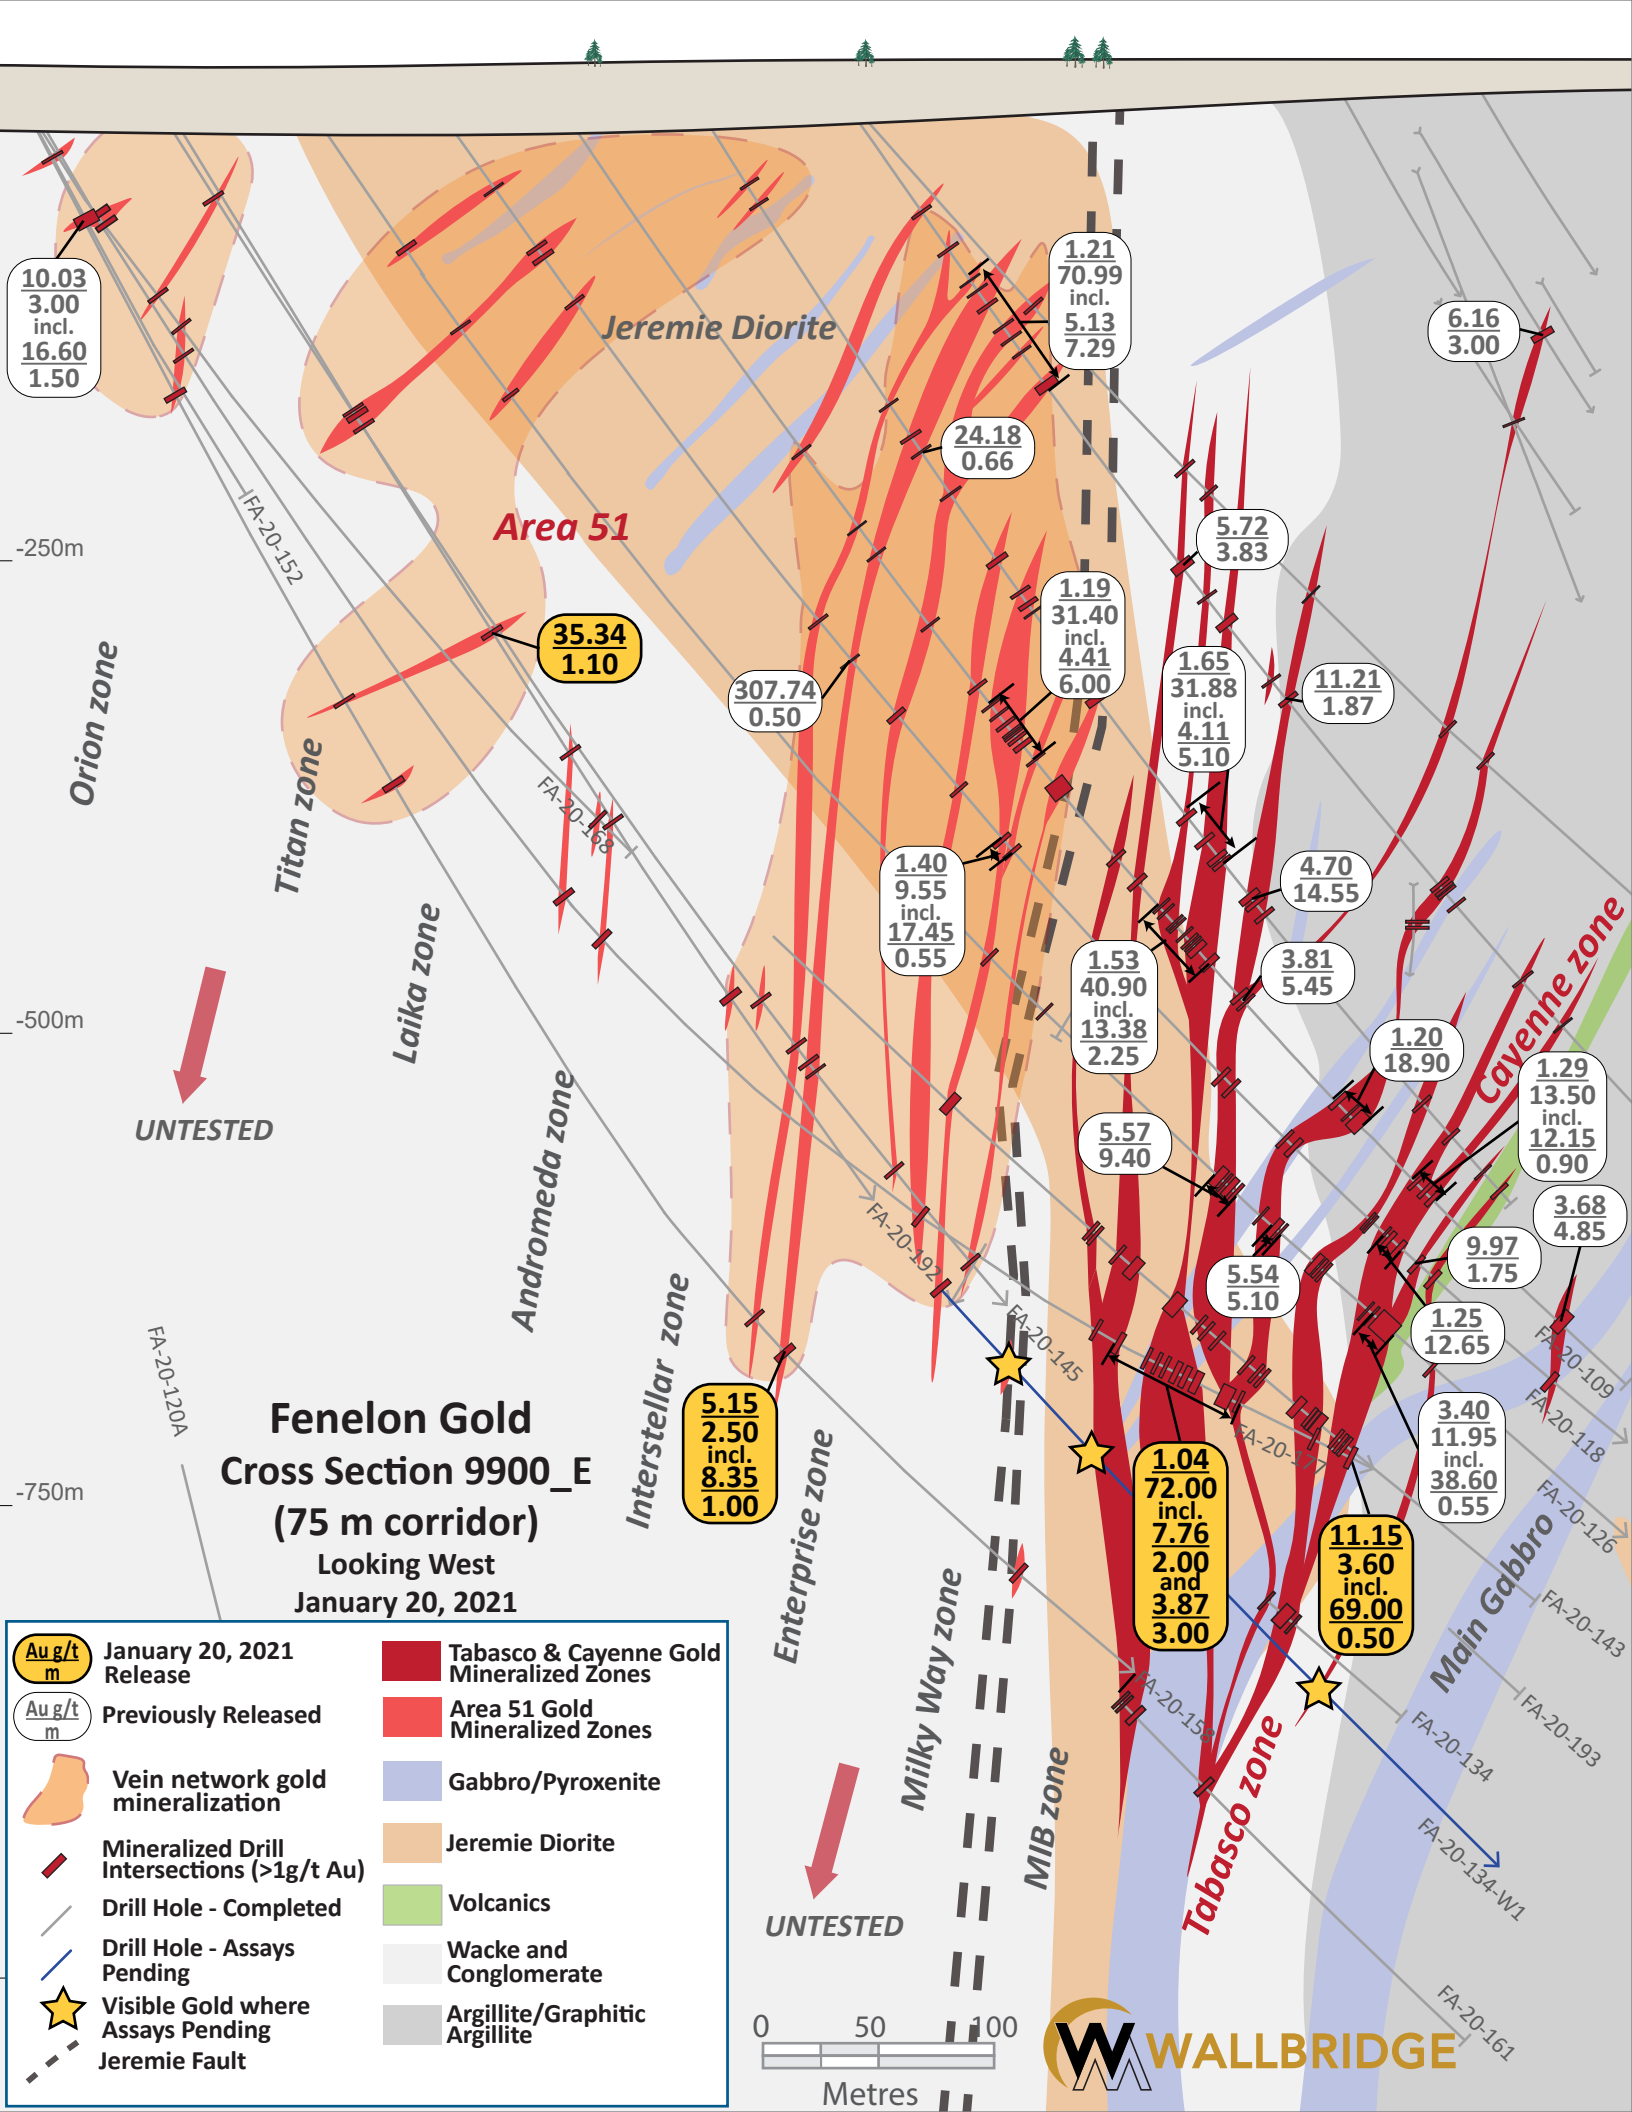 1.21
70.99
incl.
5.13
7.29
10.03
3.00
incl.
16.60
1.50
Jeremie Diorite
6.16
3.00
24.18
0.66
Area 51
5.72
3.83
-250m
FA-20-152
35.34
1.10
1.19
31.40
incl.
4.41
6.00
307.74
0.50
1.65
31.88
incl.
4.11
5.10
11.21
1.87
Orion zone
Titan zone
FA-20-168
1.40
9.55
incl.
17.45
0.55
4.70
14.55
Laika zone
1.53
40.90
incl.
13.38
2.25
3.81
5.45
Cayenne zone
-500m
1.20
18.90
1.29
13.50
incl.
12.15
0.90
UNTESTED
Andromeda zone
5.57
9.40
3.68
4.85
FA-20-192
9.97
1.75
5.54
5.10
1.25
12.65
Interstellar zone
FA-20-145
FA-20-109
FA-20-120A
5.15
2.50
incl.
8.35
1.00
FA-20-118
3.40
11.95
incl.
38.60
0.55
FA-20-177
Fenelon Gold
Cross Section 9900_E
(75 m corridor)
Looking West
January 20, 2021
-750m
Enterprise zone
1.04
72.00
incl.
7.76
2.00
and
3.87
3.00
11.15
3.60
incl.
69.00
0.50
FA-20-126
Main Gabbro
FA-20-143
Milky Way zone
FA-20-158
FA-20-193
FA-20-134
MIB zone
Tabasco zone
FA-20-134-W1
UNTESTED
FA-20-161
Au g/t
m
January 20, 2021
Release
Au g/t
m
Previously Released
Vein network gold
mineralization
Mineralized Drill
Intersections (>1g/t Au)
Drill Hole - Completed
Drill Hole - Assays
Pending
Visible Gold where
Assays Pending
Jeremie Fault
Tabasco & Cayenne Gold
Mineralized Zones
Area 51 Gold
Mineralized Zones
Gabbro/Pyroxenite
Jeremie Diorite
Volcanics
Wacke and
Conglomerate
Argillite/Graphitic
Argillite
0 50 100
Metres
WALLBRIDGE